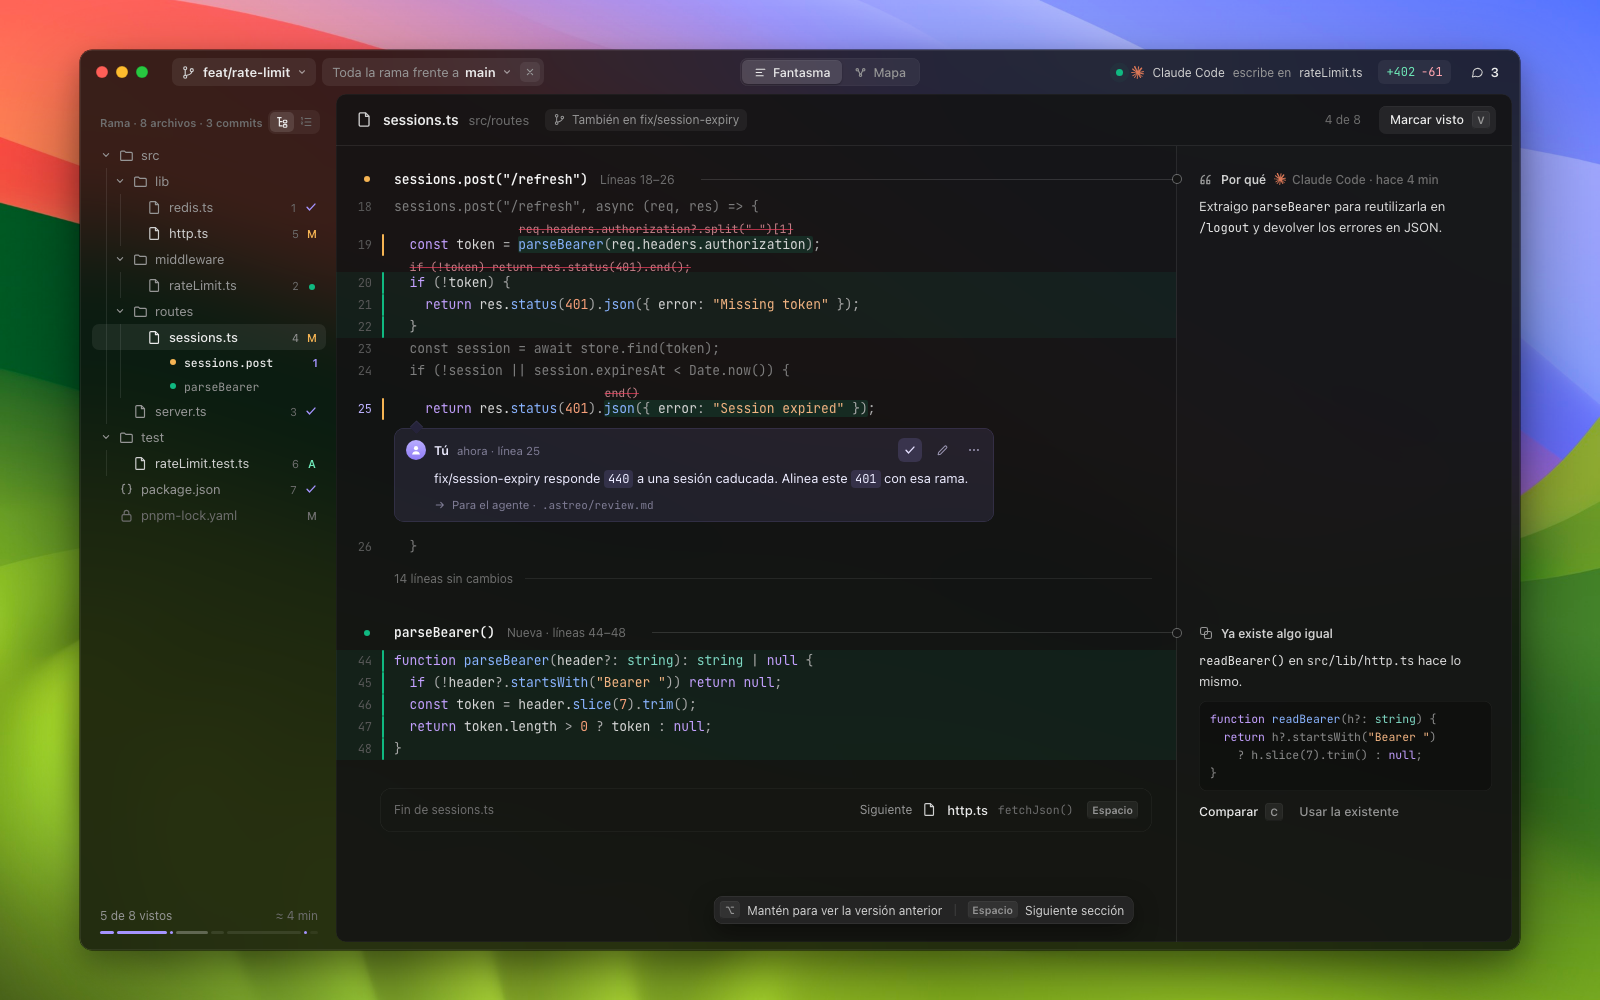 feat/rate-limit
Toda la rama frente a main
Fantasma
Mapa
Claude Code escribe en rateLimit.ts
+402 -61
3
Rama · 8 archivos · 3 commits
src
lib
redis.ts 1
http.ts 5 M
middleware
rateLimit.ts 2
routes
sessions.ts 4 M
sessions.post 1
parseBearer
server.ts 3
test
rateLimit.test.ts 6 A
package.json 7
pnpm-lock.yaml M
5 de 8 vistos ≈ 4 min
sessions.ts src/routes
También en fix/session-expiry
4 de 8
Marcar visto V
sessions.post("/refresh") Líneas 18–26
18 sessions.post("/refresh", async (req, res) => {
req.headers.authorization?.split(" ")[1]
19 const token = parseBearer(req.headers.authorization);
if (!token) return res.status(401).end();
20 if (!token) {
21 return res.status(401).json({ error: "Missing token" });
22 }
23 const session = await store.find(token);
24 if (!session || session.expiresAt < Date.now()) {
end()
25 return res.status(401).json({ error: "Session expired" });
Tú ahora · línea 25
fix/session-expiry responde 440 a una sesión caducada. Alinea este 401 con esa rama.
→ Para el agente · .astreo/review.md
26 }
14 líneas sin cambios
parseBearer() Nueva · líneas 44–48
44 function parseBearer(header?: string): string | null {
45 if (!header?.startsWith("Bearer ")) return null;
46 const token = header.slice(7).trim();
47 return token.length > 0 ? token : null;
48 }
Fin de sessions.ts
Siguiente http.ts fetchJson() Espacio
⌥ Mantén para ver la versión anterior
Espacio Siguiente sección
Por qué Claude Code · hace 4 min
Extraigo parseBearer para reutilizarla en
/logout y devolver los errores en JSON.
Ya existe algo igual
readBearer() en src/lib/http.ts hace lo
mismo.
function readBearer(h?: string) {
return h?.startsWith("Bearer ")
? h.slice(7).trim() : null;
}
Comparar C Usar la existente